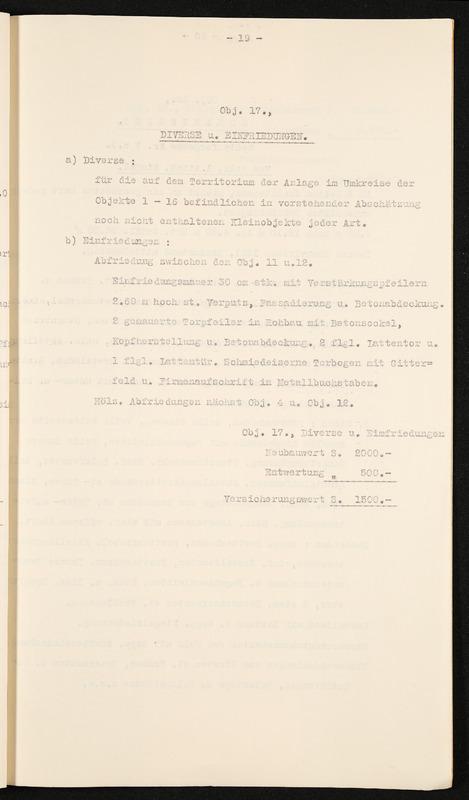 - 19 -
Obj. 17.,
DIVERSE u. EINFRIEDUNGEN.
a) Diverse :
für die auf dem Territorium der Anlage im Umkreise der
Objekte 1 - 16 befindlichen in vorstehender Abschätzung
noch nicht enthaltenen Kleinobjekte jeder Art.
b) Einfriedungen :
Abfriedung zwischen den Obj. 11 u.12.
Einfriedungsmauer 30 cm stk. mit Verstärkungspfeilern
2.60 m hoch st. Verputz, Fassadierung u. Betonabdeckung.
2 gemauerte Torpfeiler in Rohbau mit Betonsockel,
Kopfherstellung u. Betonabdeckung. 2 flgl. Lattentor u.
1 flgl. Lattentür. Schmiedeiserne Torbogen mit Gitter=
feld u. Firmenaufschrift in Metallbuchstaben.
Hölz. Abfriedungen nächst Obj. 4 u. Obj. 12.
Obj. 17., Diverse u. Einfriedungen
Neubauwert S. 2000.-
Entwertung „ 500.-
Versicherungswert S. 1500.-